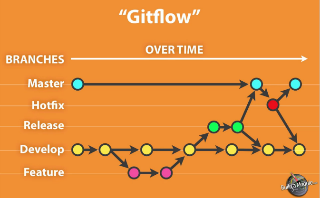 “Gitflow”
OVER TIME
BRANCHES
Master
Hotfix
Release
Develop
Feature